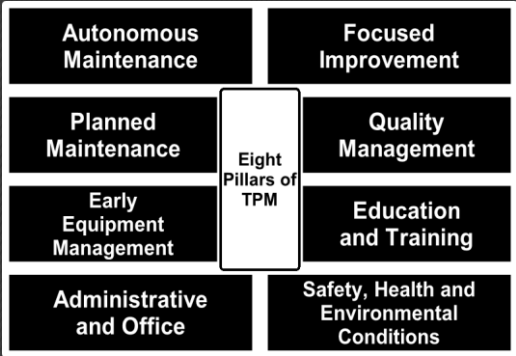 Autonomous
Maintenance
Focused
Improvement
Planned
Maintenance
Eight
Pillars of
TPM
Quality
Management
Early
Equipment
Management
Education
and Training
Administrative
and Office
Safety, Health and
Environmental
Conditions